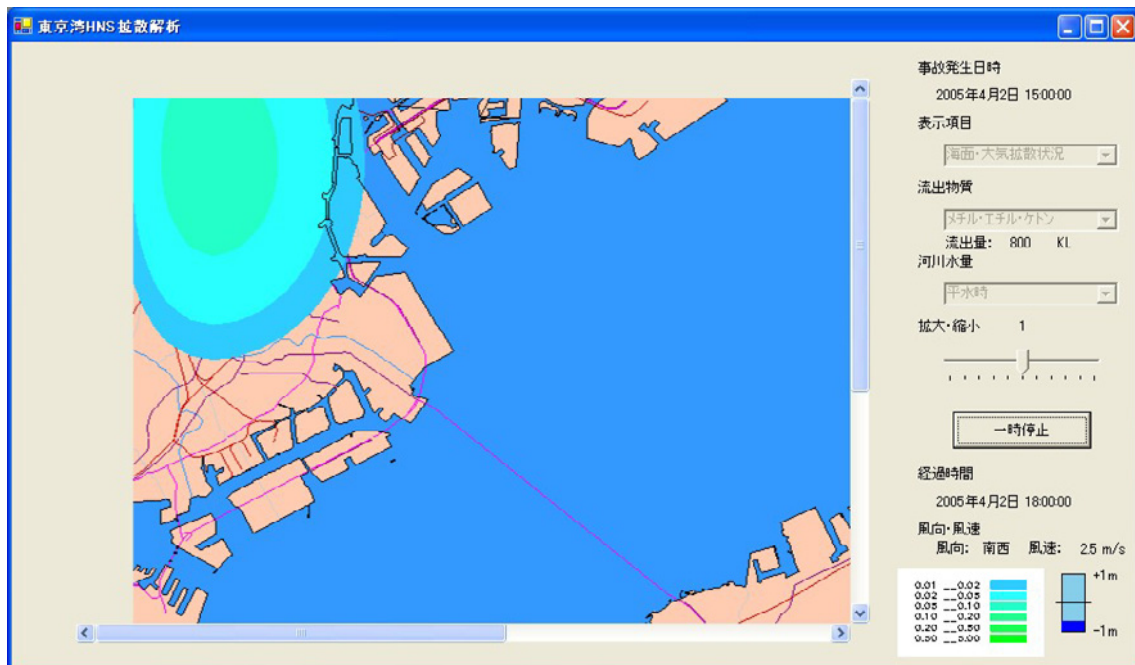 東京湾HNS拡散解析
事故発生日時
2005年4月2日 15:00:00
表示項目
海面・大気拡散状況
流出物質
メチル・エチル・ケトン
流出量: 800 KL
河川水量
平水時
拡大・縮小 1
一時停止
経過時間
2005年4月2日 18:00:00
風向・風速
風向: 南西 風速: 2.5 m/s
0.01 __0.02
0.02 __0.05
0.05 __0.10
0.10 __0.20
0.20 __0.50
0.50 __5.00
+1m
-1m